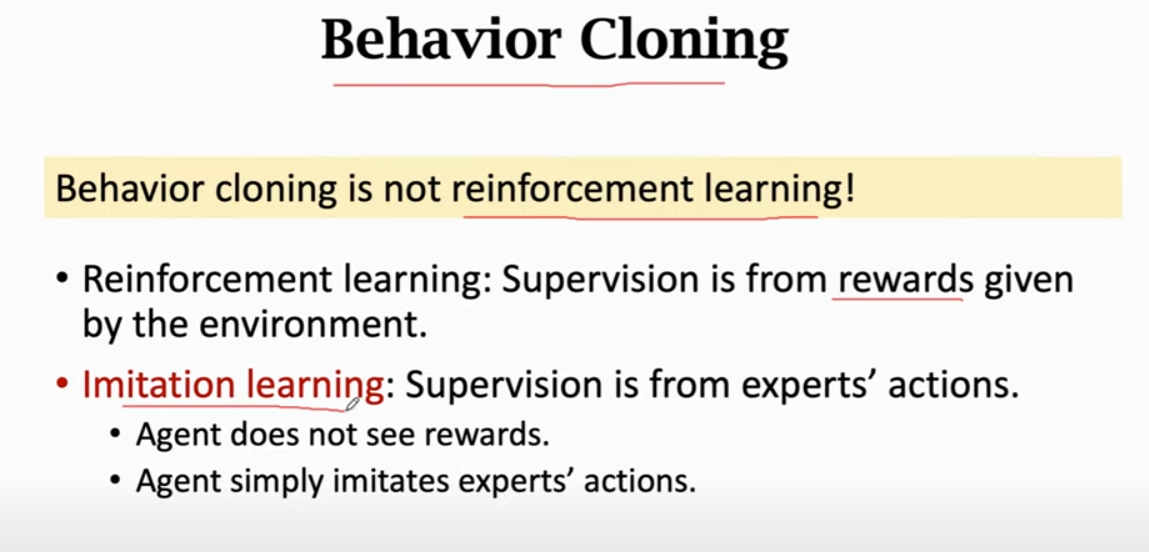 Behavior Cloning
Behavior cloning is not reinforcement learning!
• Reinforcement learning: Supervision is from rewards given
by the environment.
• Imitation learning: Supervision is from experts’ actions.
• Agent does not see rewards.
• Agent simply imitates experts’ actions.